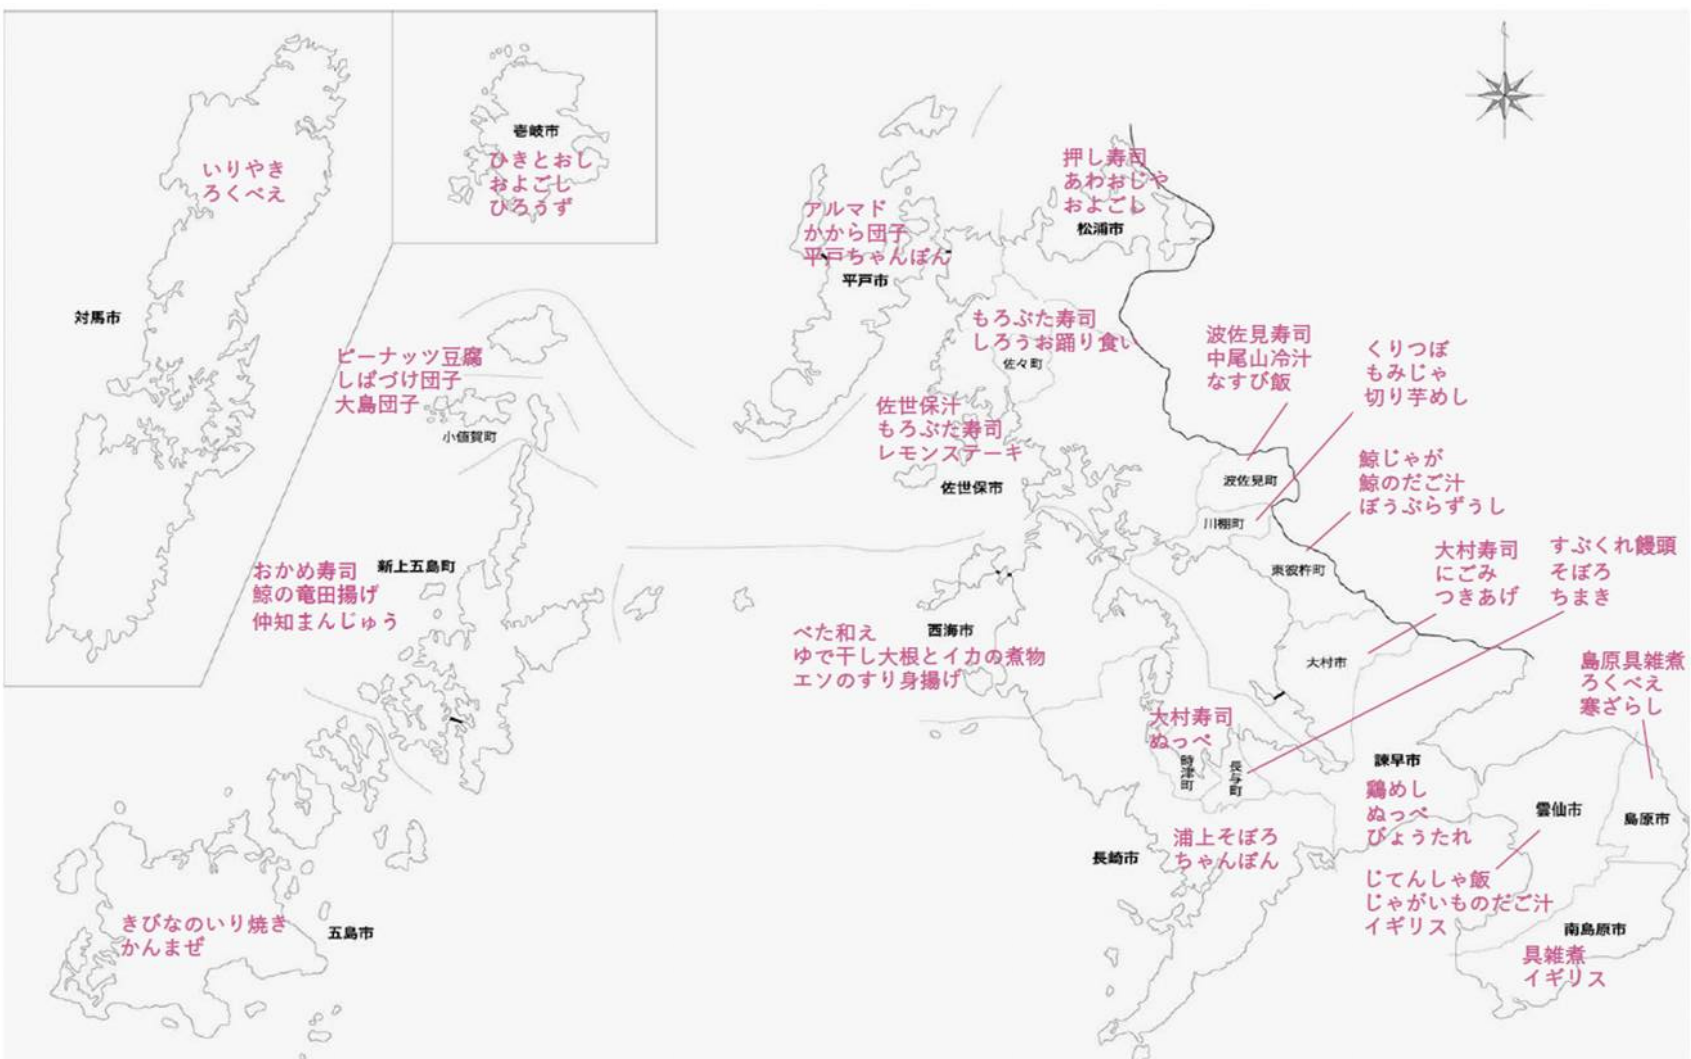 壱岐市
ひきとおし
およごし
ひろうず
いりやき
ろくべえ
対馬市
押し寿司
あわおじや
およごし
松浦市
アルマド
かから団子
平戸ちゃんぽん
平戸市
もろぶた寿司
しろうお踊り食い
佐々町
波佐見寿司
中尾山冷汁
なすび飯
波佐見町
くりつぼ
もみじゃ
切り芋めし
川棚町
ピーナッツ豆腐
しばづけ団子
大島団子
小値賀町
佐世保汁
もろぶた寿司
レモンステーキ
佐世保市
鯨じゃが
鯨のだご汁
ぼうぶらずうし
東彼杵町
大村寿司
にごみ
つきあげ
大村市
すぶくれ饅頭
そぼろ
ちまき
長与町
新上五島町
おかめ寿司
鯨の竜田揚げ
仲知まんじゅう
西海市
べた和え
ゆで干し大根とイカの煮物
エソのすり身揚げ
島原具雑煮
ろくべえ
寒ざらし
島原市
大村寿司
ぬっぺ
時津町
諫早市
鶏めし
ぬっぺ
びょうたれ
雲仙市
じてんしゃ飯
じゃがいものだご汁
イギリス
長崎市
浦上そぼろ
ちゃんぽん
きびなのいり焼き
かんまぜ
五島市
南島原市
具雑煮
イギリス